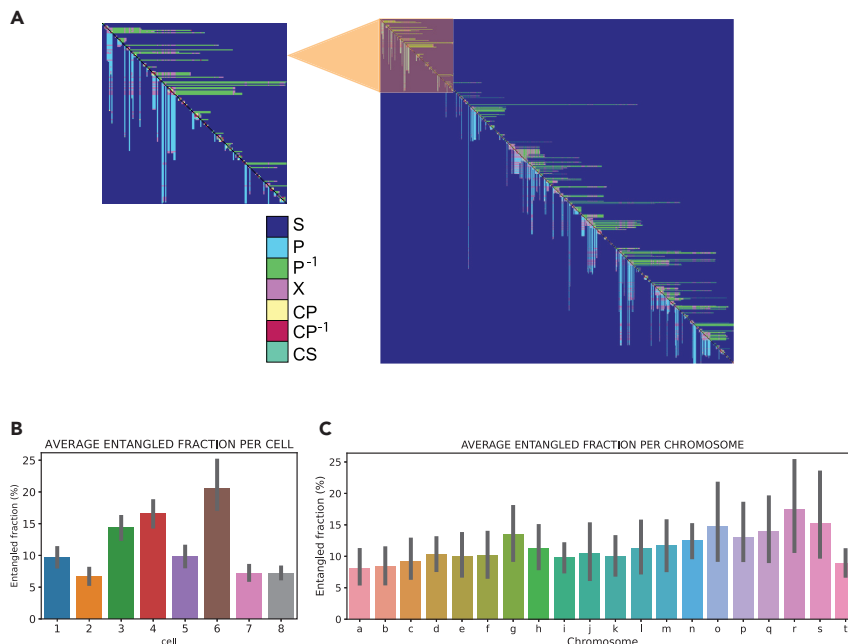 A
S
P
P⁻¹
X
CP
CP⁻¹
CS
B
AVERAGE ENTANGLED FRACTION PER CELL
Entangled fraction (%)
25
20
15
10
5
0
1 2 3 4 5 6 7 8
cell
C
AVERAGE ENTANGLED FRACTION PER CHROMOSOME
Entangled fraction (%)
25
20
15
10
5
0
a b c d e f g h i j k l m n o p q r s t
Chromosome